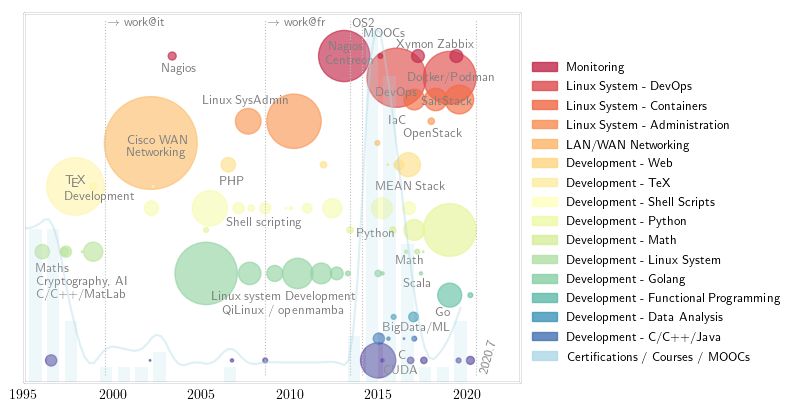 → work@it
→ work@fr
OS2
MOOCs
Nagios
Centreon
Xymon Zabbix
Nagios
Docker/Podman
DevOps
Linux SysAdmin
SaltStack
IaC
OpenStack
Cisco WAN
Networking
TEX
Development
PHP
MEAN Stack
Shell scripting
Python
Math
Maths
Cryptography, AI
C/C++/MatLab
Scala
Linux system Development
QiLinux / openmamba
Go
BigData/ML
C
CUDA
2020.7
1995
2000
2005
2010
2015
2020
Monitoring
Linux System - DevOps
Linux System - Containers
Linux System - Administration
LAN/WAN Networking
Development - Web
Development - TeX
Development - Shell Scripts
Development - Python
Development - Math
Development - Linux System
Development - Golang
Development - Functional Programming
Development - Data Analysis
Development - C/C++/Java
Certifications / Courses / MOOCs